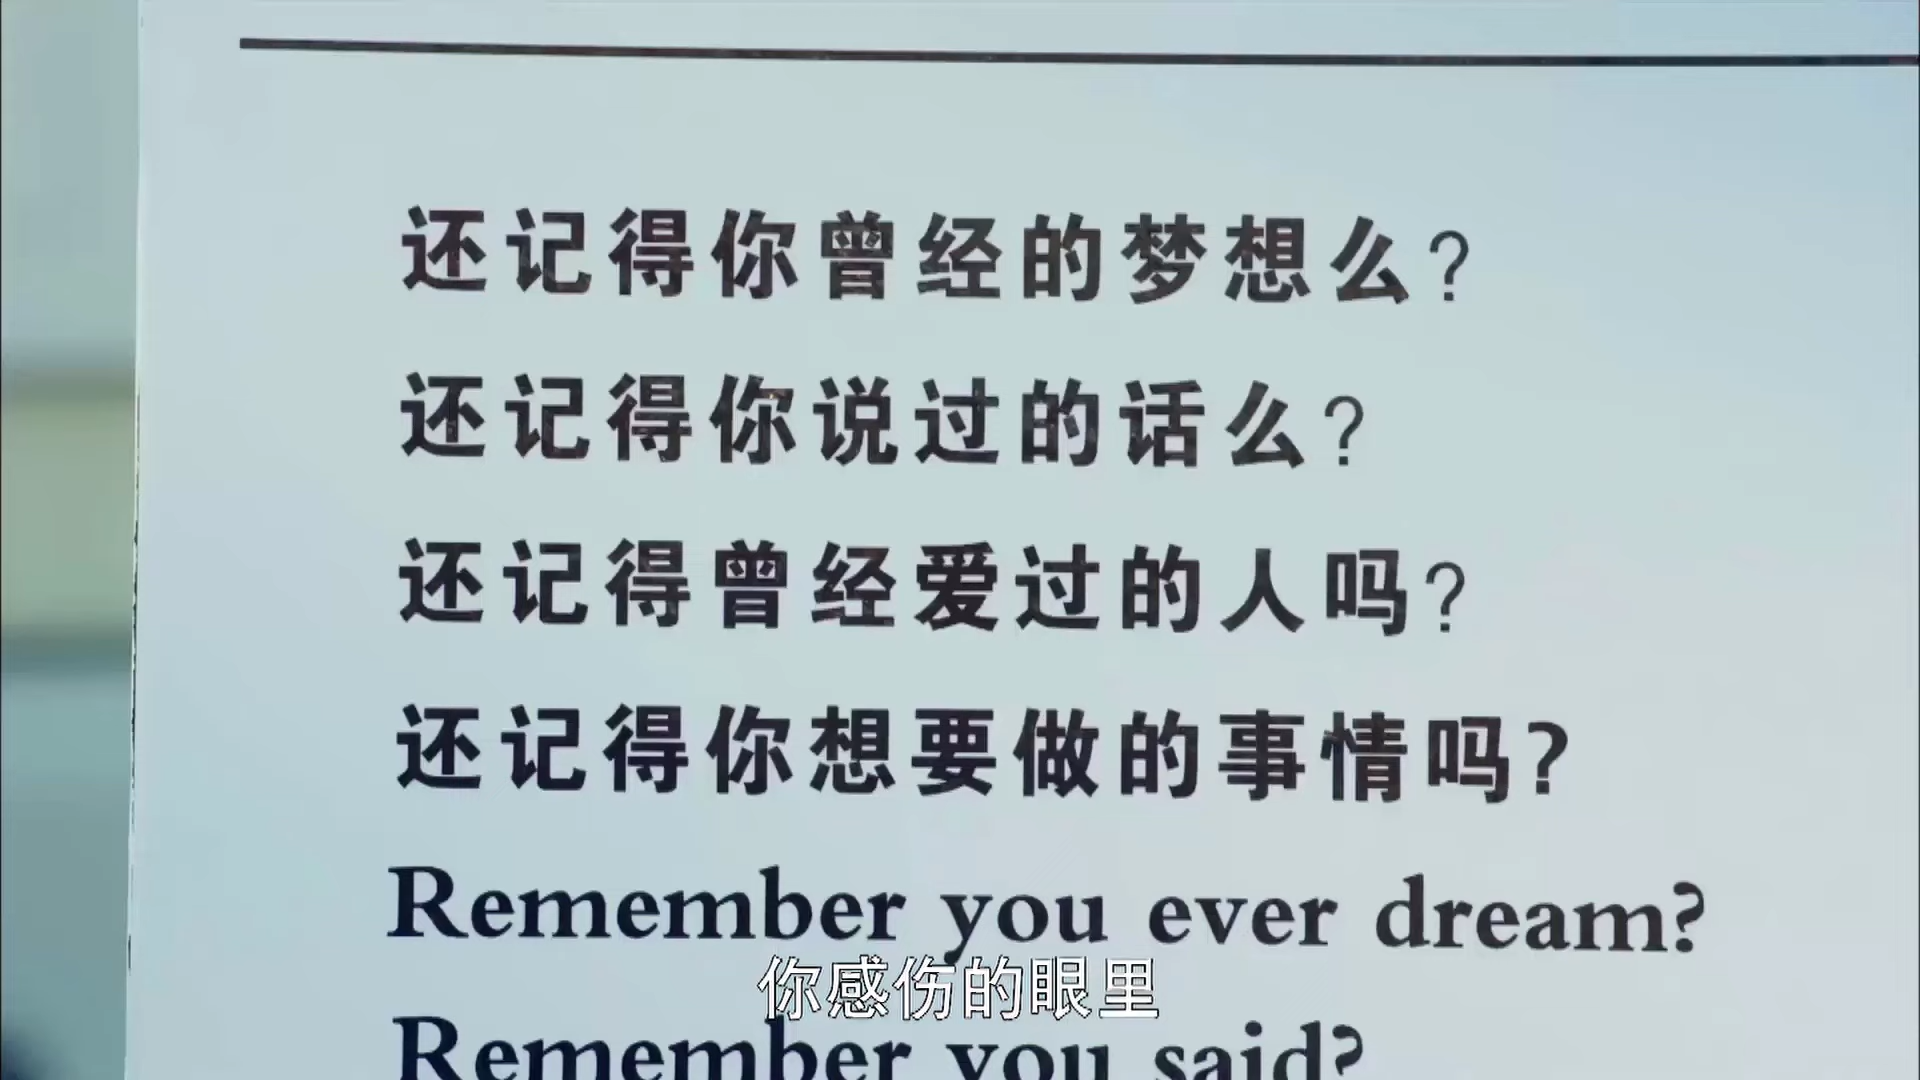 还记得你曾经的梦想么?
还记得你说过的话么?
还记得曾经爱过的人吗?
还记得你想要做的事情吗?
Remember you ever dream?
你感伤的眼里
Remember you said?